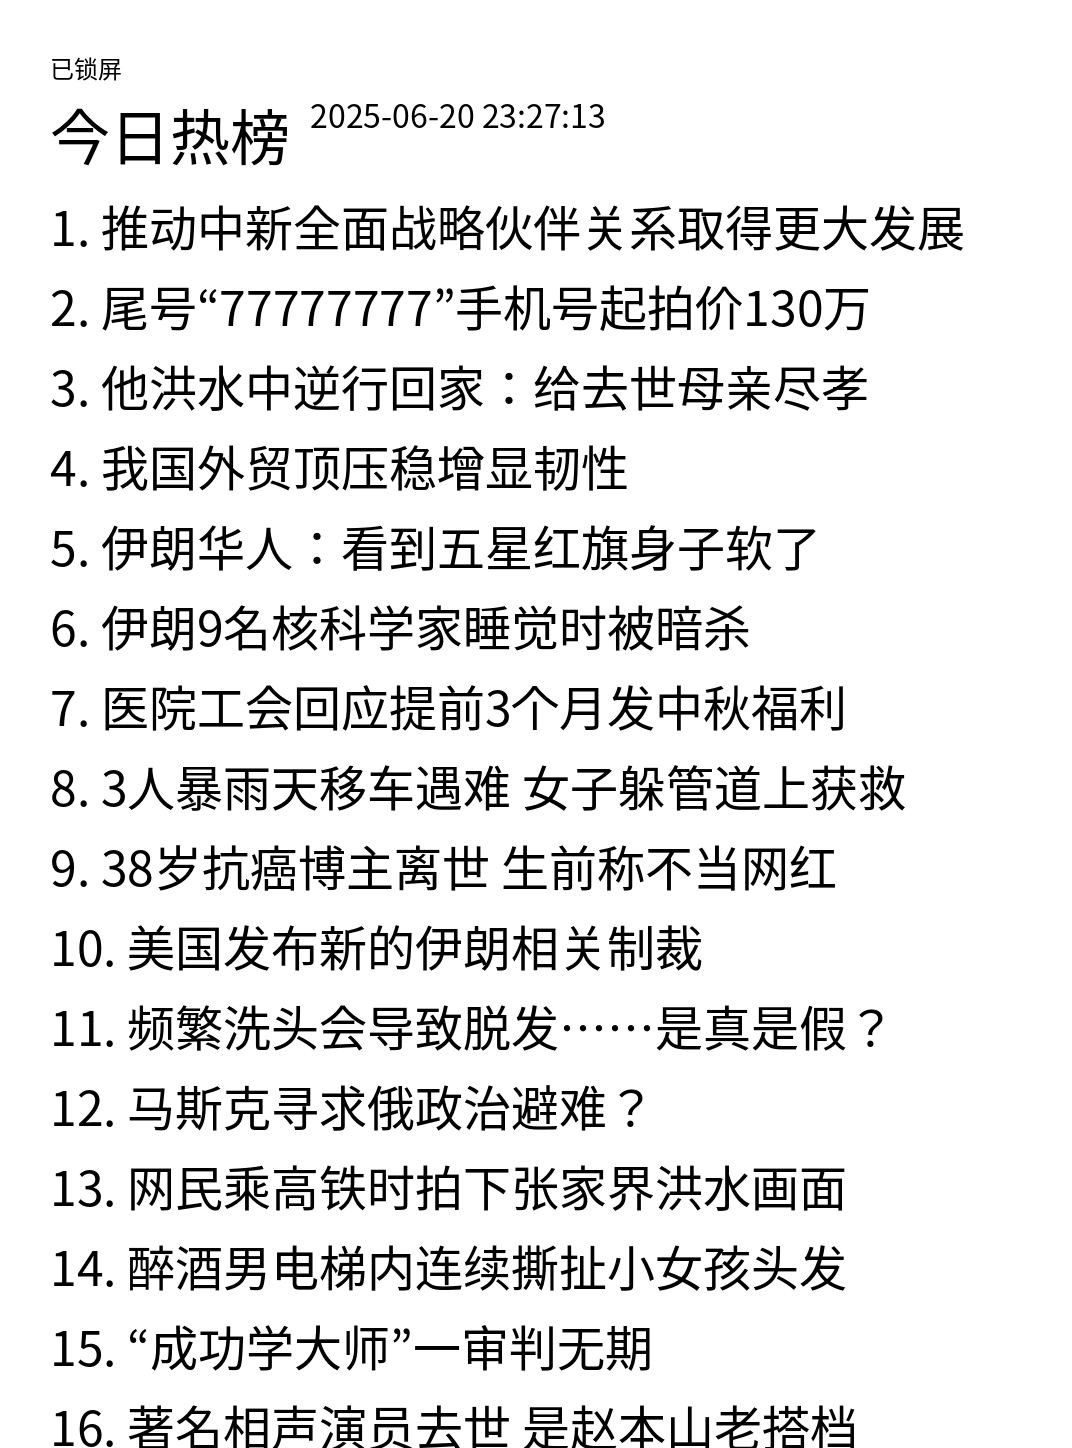 已锁屏
今日热榜 2025-06-20 23:27:13
1. 推动中新全面战略伙伴关系取得更大发展
2. 尾号“77777777”手机号起拍价130万
3. 他洪水中逆行回家：给去世母亲尽孝
4. 我国外贸顶压稳增显韧性
5. 伊朗华人：看到五星红旗身子软了
6. 伊朗9名核科学家睡觉时被暗杀
7. 医院工会回应提前3个月发中秋福利
8. 3人暴雨天移车遇难 女子躲管道上获救
9. 38岁抗癌博主离世 生前称不当网红
10. 美国发布新的伊朗相关制裁
11. 频繁洗头会导致脱发……是真是假？
12. 马斯克寻求俄政治避难？
13. 网民乘高铁时拍下张家界洪水画面
14. 醉酒男电梯内连续撕扯小女孩头发
15. “成功学大师”一审判无期
16. 著名相声演员去世 是赵本山老搭档